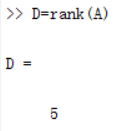 >> D=rank(A)
D =
5